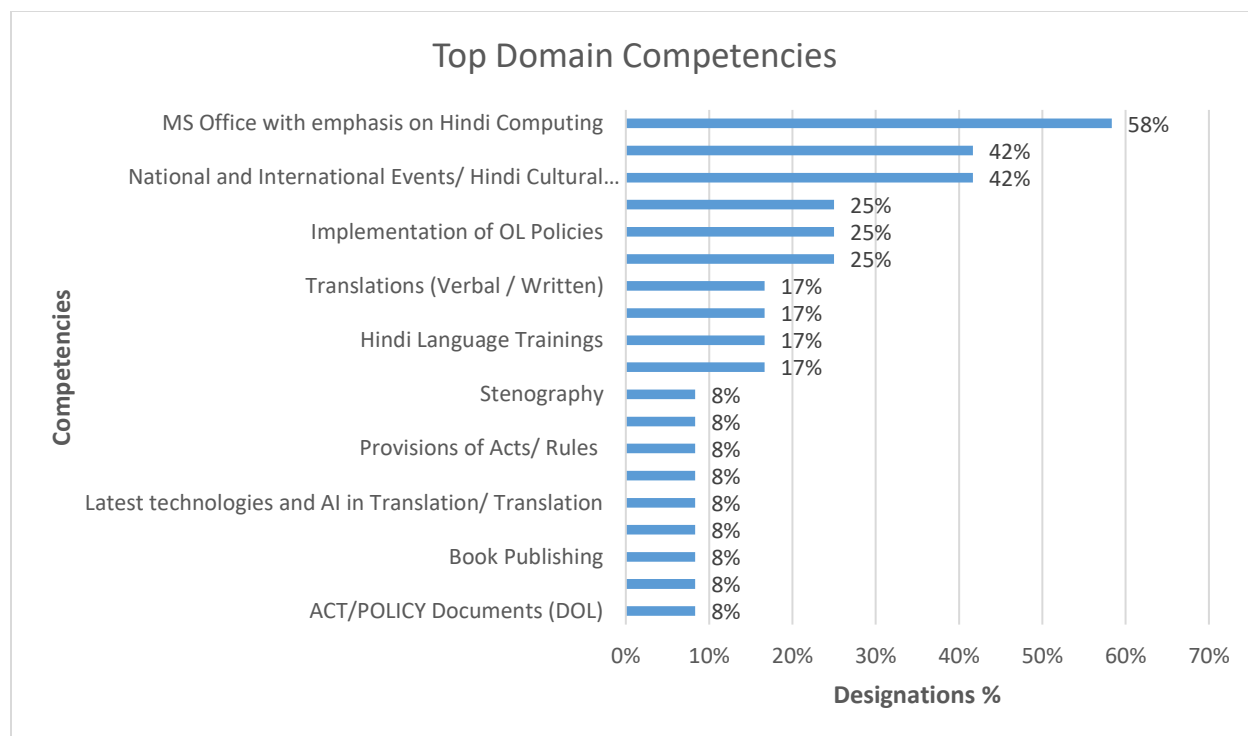 Top Domain Competencies
MS Office with emphasis on Hindi Computing
58%
42%
National and International Events/ Hindi Cultural…
42%
25%
Implementation of OL Policies
25%
25%
Translations (Verbal / Written)
17%
17%
Hindi Language Trainings
17%
17%
Stenography
8%
8%
Provisions of Acts/ Rules
8%
8%
Latest technologies and AI in Translation/ Translation
8%
8%
Book Publishing
8%
8%
ACT/POLICY Documents (DOL)
8%
0% 10% 20% 30% 40% 50% 60% 70%
Designations %
Competencies